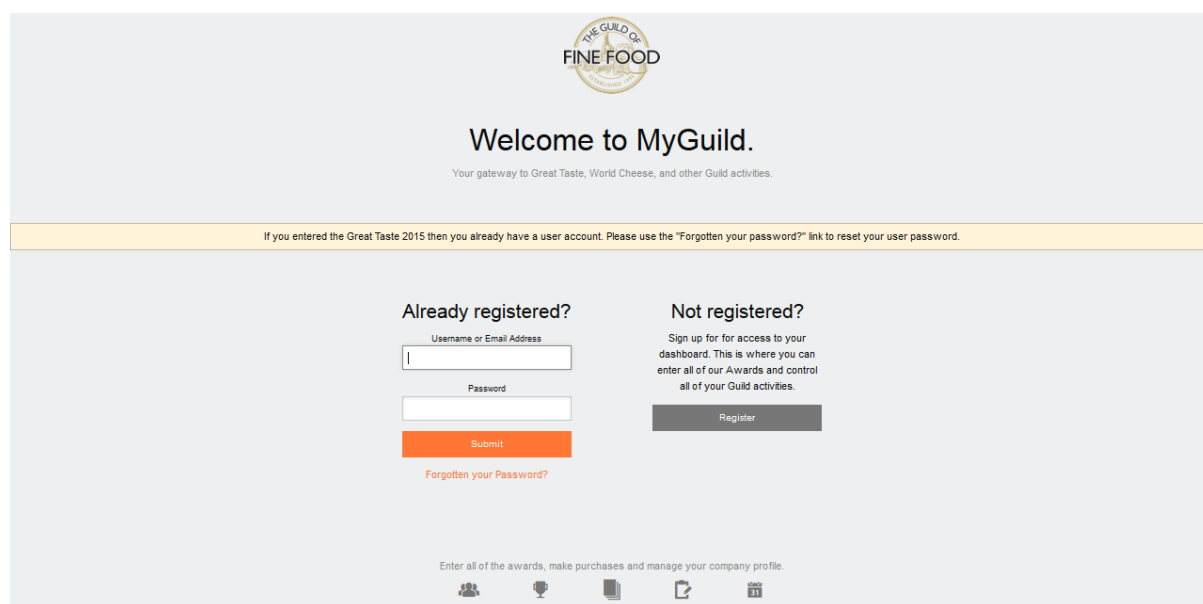 THE GUILD OF
FINE FOOD
Welcome to MyGuild.
Your gateway to Great Taste, World Cheese, and other Guild activities.
If you entered the Great Taste 2015 then you already have a user account. Please use the "Forgotten your password?" link to reset your user password.
Already registered?
Username or Email Address
Password
Submit
Forgotten your Password?
Not registered?
Sign up for for access to your
dashboard. This is where you can
enter all of our Awards and control
all of your Guild activities.
Register
Enter all of the awards, make purchases and manage your company profile.
31